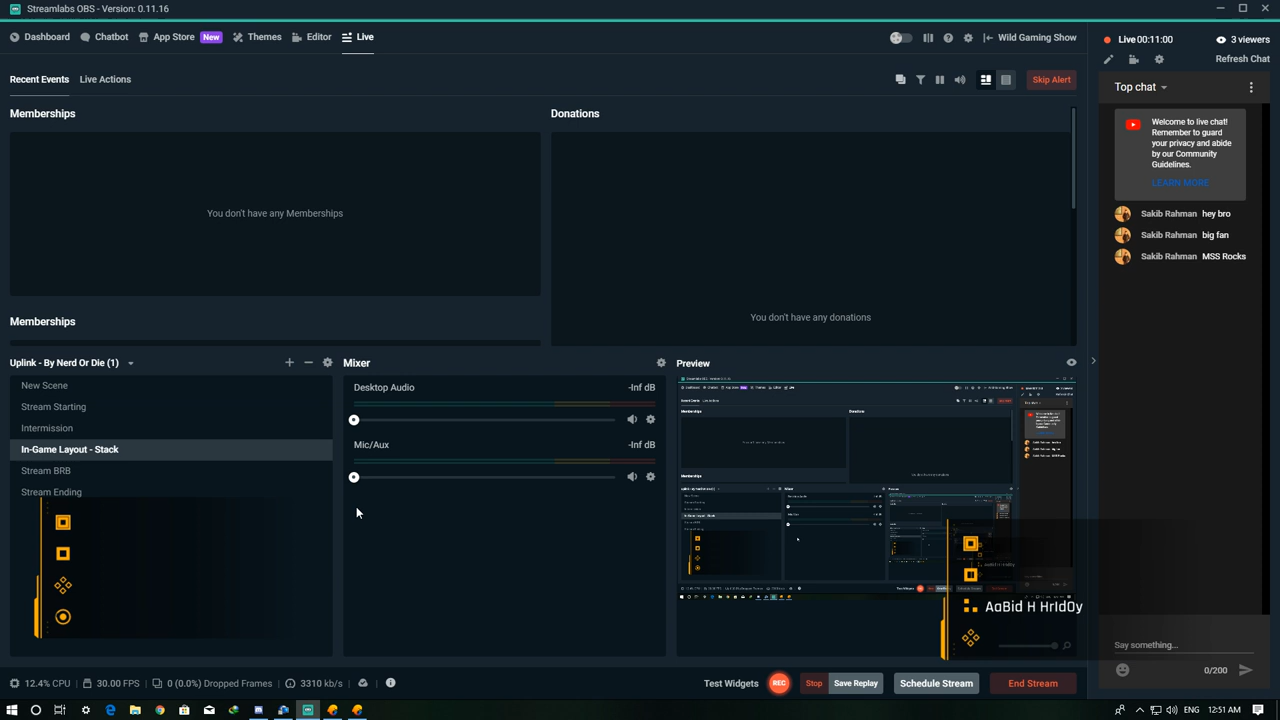 Streamlabs OBS - Version: 0.11.16
Dashboard
Chatbot
App Store
New
Themes
Editor
Live
Wild Gaming Show
Recent Events
Live Actions
Skip Alert
Memberships
You don't have any Memberships
Donations
You don't have any donations
Memberships
Uplink - By Nerd Or Die (1)
New Scene
Stream Starting
Intermission
In-Game Layout - Stack
Stream BRB
Stream Ending
Mixer
Desktop Audio
-Inf dB
Mic/Aux
-Inf dB
Preview
AaBid H HrIdOy
12.4% CPU
30.00 FPS
0 (0.0%) Dropped Frames
3310 kb/s
Test Widgets
REC
Stop
Save Replay
Schedule Stream
End Stream
Live 00:11:00
3 viewers
Refresh Chat
Top chat
Welcome to live chat!
Remember to guard
your privacy and abide
by our Community
Guidelines.
LEARN MORE
Sakib Rahman hey bro
Sakib Rahman big fan
Sakib Rahman MSS Rocks
Say something...
0/200
ENG
12:51 AM